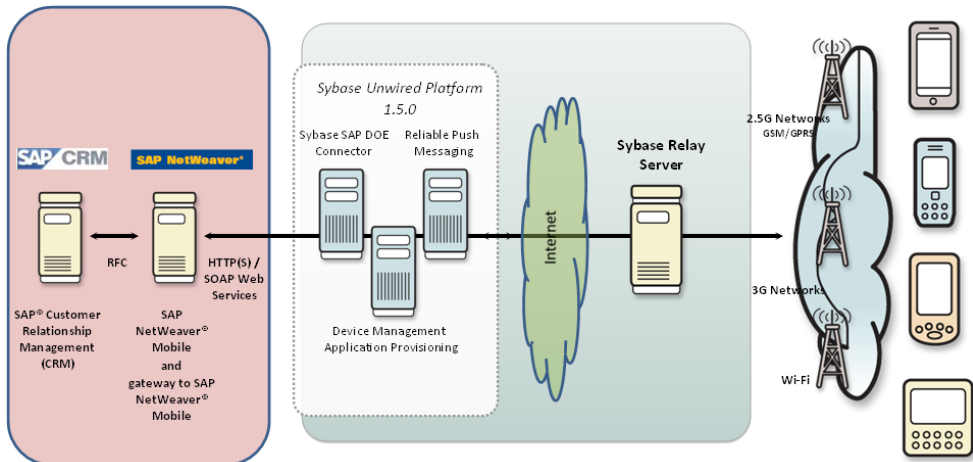 SAP CRM
SAP NetWeaver®
RFC
SAP® Customer
Relationship
Management
(CRM)
SAP
NetWeaver®
Mobile
and
gateway to SAP
NetWeaver®
Mobile
HTTP(S) /
SOAP Web
Services
Sybase Unwired Platform
1.5.0
Sybase SAP DOE
Connector
Reliable Push
Messaging
Device Management
Application Provisioning
Internet
Sybase Relay
Server
2.5G Networks
GSM/GPRS
3G Networks
Wi-Fi